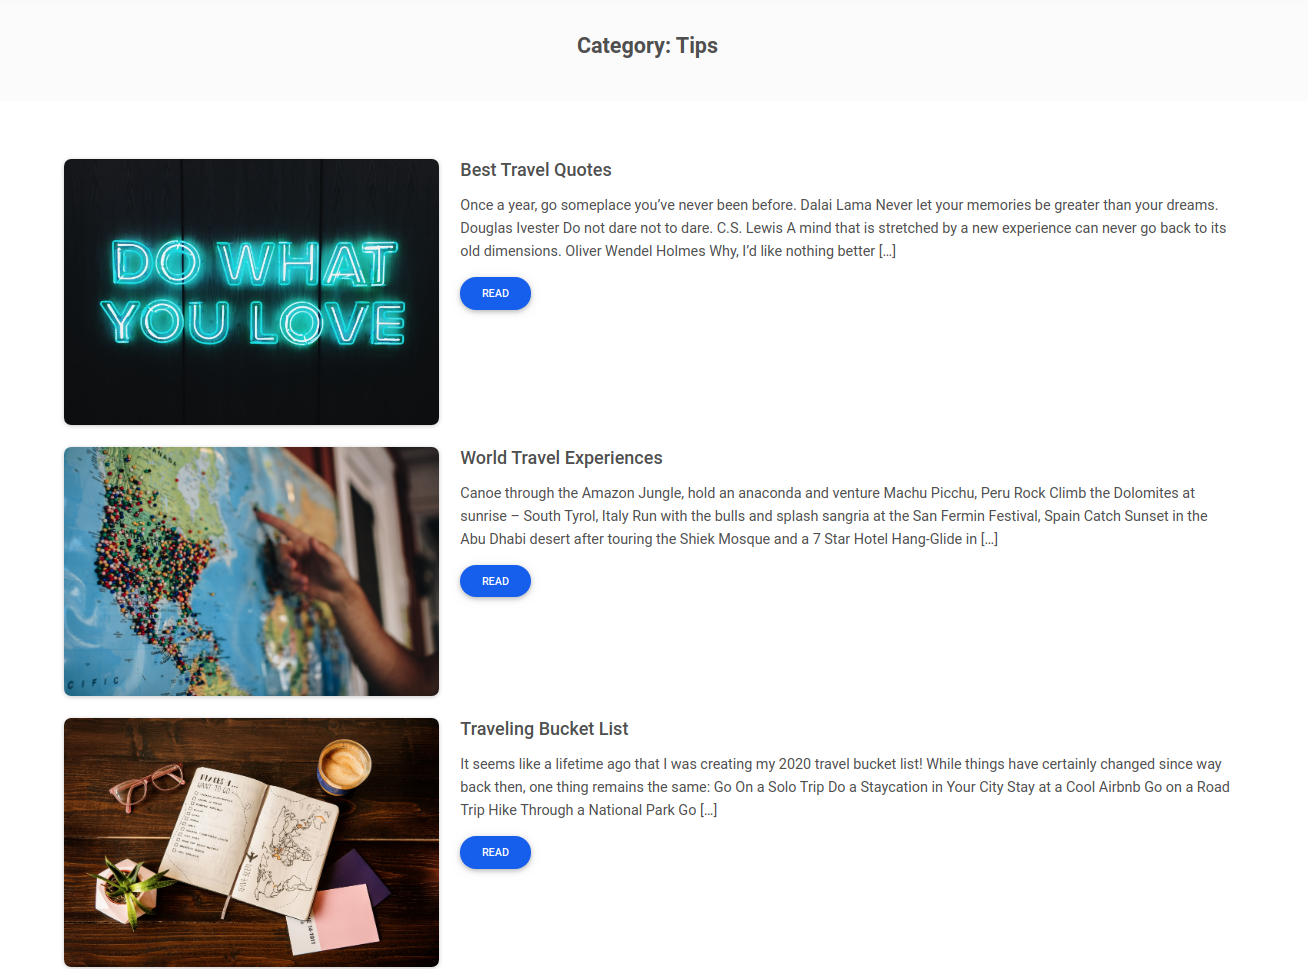 Category: Tips
DO WHAT
YOU LOVE
Best Travel Quotes
Once a year, go someplace you’ve never been before. Dalai Lama Never let your memories be greater than your dreams.
Douglas Ivester Do not dare not to dare. C.S. Lewis A mind that is stretched by a new experience can never go back to its
old dimensions. Oliver Wendel Holmes Why, I’d like nothing better […]
READ
CANADA
CIFIC
World Travel Experiences
Canoe through the Amazon Jungle, hold an anaconda and venture Machu Picchu, Peru Rock Climb the Dolomites at
sunrise – South Tyrol, Italy Run with the bulls and splash sangria at the San Fermin Festival, Spain Catch Sunset in the
Abu Dhabi desert after touring the Shiek Mosque and a 7 Star Hotel Hang-Glide in […]
READ
PLACES I...
WANT TO GO
Traveling Bucket List
It seems like a lifetime ago that I was creating my 2020 travel bucket list! While things have certainly changed since way
back then, one thing remains the same: Go On a Solo Trip Do a Staycation in Your City Stay at a Cool Airbnb Go on a Road
Trip Hike Through a National Park Go […]
READ